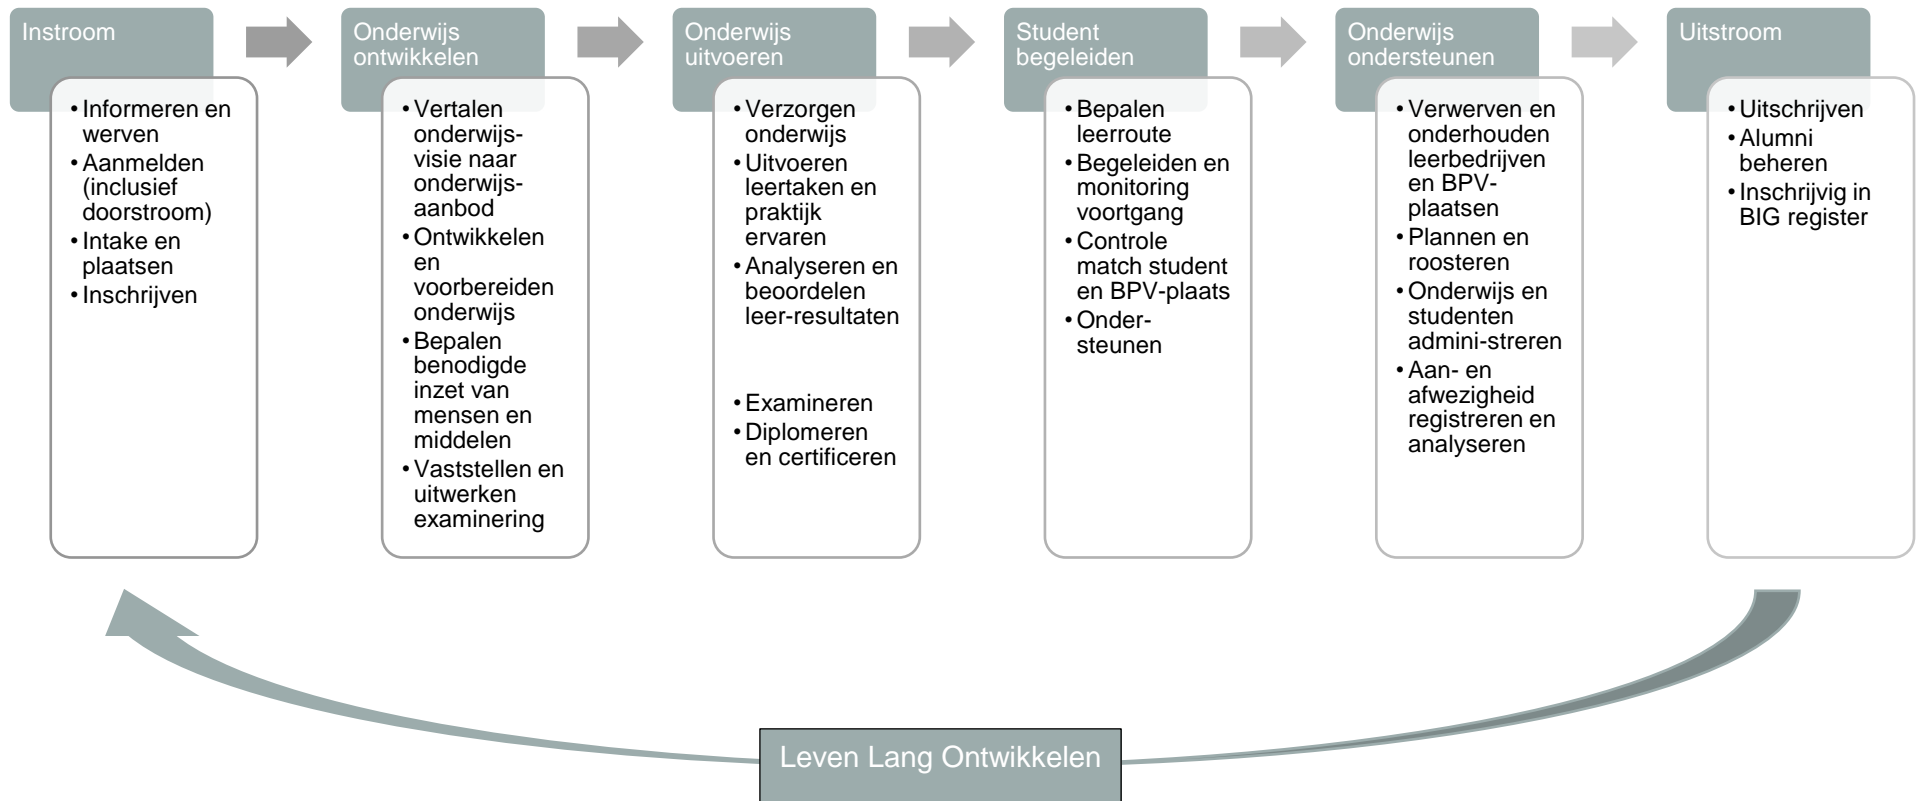 Instroom
• Informeren en
werven
• Aanmelden
(inclusief
doorstroom)
• Intake en
plaatsen
• Inschrijven
Onderwijs
ontwikkelen
• Vertalen
onderwijs-
visie naar
onderwijs-
aanbod
• Ontwikkelen
en
voorbereiden
onderwijs
• Bepalen
benodigde
inzet van
mensen en
middelen
• Vaststellen en
uitwerken
examinering
Onderwijs
uitvoeren
• Verzorgen
onderwijs
• Uitvoeren
leertaken en
praktijk
ervaren
• Analyseren en
beoordelen
leer-resultaten
• Examineren
• Diplomeren
en certificeren
Student
begeleiden
• Bepalen
leerroute
• Begeleiden en
monitoring
voortgang
• Controle
match student
en BPV-plaats
• Onder-
steunen
Onderwijs
ondersteunen
• Verwerven en
onderhouden
leerbedrijven
en BPV-
plaatsen
• Plannen en
roosteren
• Onderwijs en
studenten
admini-streren
• Aan- en
afwezigheid
registreren en
analyseren
Uitstroom
• Uitschrijven
• Alumni
beheren
• Inschrijvig in
BIG register
Leven Lang Ontwikkelen